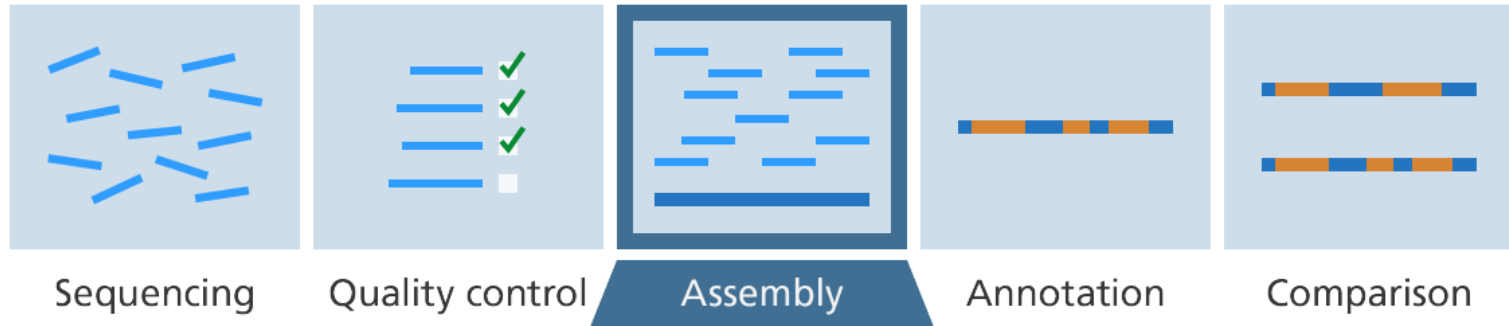 Sequencing
Quality control
Assembly
Annotation
Comparison